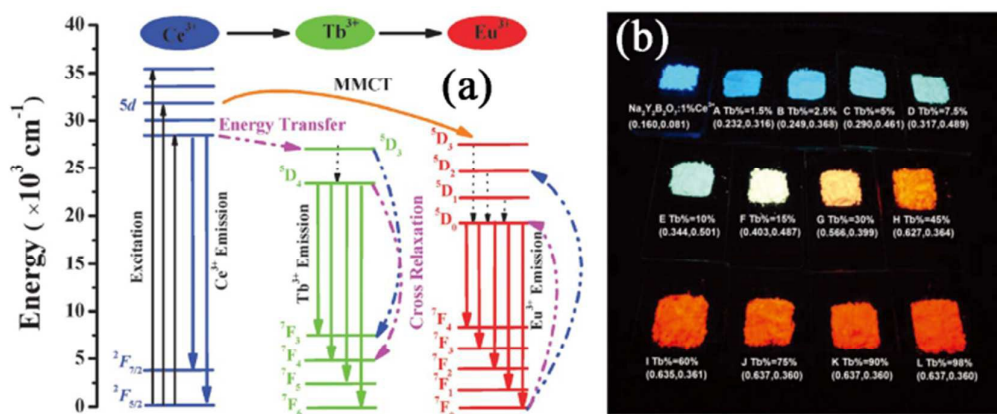 Ce³⁺
Tb³⁺
Eu³⁺
(a)
Energy ( ×10³ cm⁻¹)
40
35
30
25
20
15
10
5
0
5d
MMCT
Energy Transfer
Excitation
Ce³⁺ Emission
²F₇/₂
²F₅/₂
⁵D₃
⁵D₄
Tb³⁺ Emission
Cross Relaxation
⁷F₃
⁷F₄
⁷F₅
⁷F₆
⁵D₃
⁵D₂
⁵D₁
⁵D₀
Eu³⁺ Emission
⁷F₄
⁷F₃
⁷F₂
⁷F₁
⁷F₀
(b)
Na₃Y₂B₂O₇:1%Ce³⁺
(0.160,0.081)
A Tb%=1.5%
(0.232,0.316)
B Tb%=2.5%
(0.249,0.368)
C Tb%=5%
(0.290,0.461)
D Tb%=7.5%
(0.317,0.489)
E Tb%=10%
(0.344,0.501)
F Tb%=15%
(0.403,0.487)
G Tb%=30%
(0.566,0.399)
H Tb%=45%
(0.627,0.364)
I Tb%=60%
(0.635,0.361)
J Tb%=75%
(0.637,0.360)
K Tb%=90%
(0.637,0.360)
L Tb%=98%
(0.637,0.360)